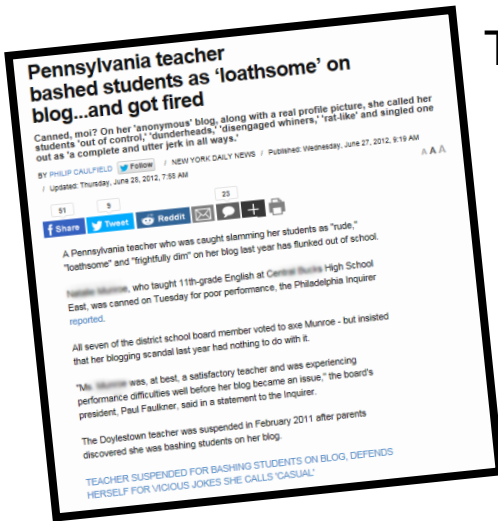 T
Pennsylvania teacher
bashed students as 'loathsome' on
blog...and got fired
Canned, moi? On her 'anonymous' blog, along with a real profile picture, she called her
students 'out of control,' 'dunderheads,' 'disengaged whiners,' 'rat-like' and singled one
out as 'a complete and utter jerk in all ways.'
BY PHILIP CAULFIELD Follow / NEW YORK DAILY NEWS / Published: Wednesday, June 27, 2012, 9:19 AM
/ Updated: Thursday, June 28, 2012, 7:55 AM
A A A
51 5 25
f Share Tweet Reddit
A Pennsylvania teacher who was caught slamming her students as "rude,"
"loathsome" and "frightfully dim" on her blog last year has flunked out of school.
, who taught 11th-grade English at High School
East, was canned on Tuesday for poor performance, the Philadelphia Inquirer
reported.
All seven of the district school board member voted to axe Munroe - but insisted
that her blogging scandal last year had nothing to do with it.
"Ms. was, at best, a satisfactory teacher and was experiencing
performance difficulties well before her blog became an issue," the board's
president, Paul Faulkner, said in a statement to the Inquirer.
The Doylestown teacher was suspended in February 2011 after parents
discovered she was bashing students on her blog.
TEACHER SUSPENDED FOR BASHING STUDENTS ON BLOG, DEFENDS
HERSELF FOR VICIOUS JOKES SHE CALLS 'CASUAL'